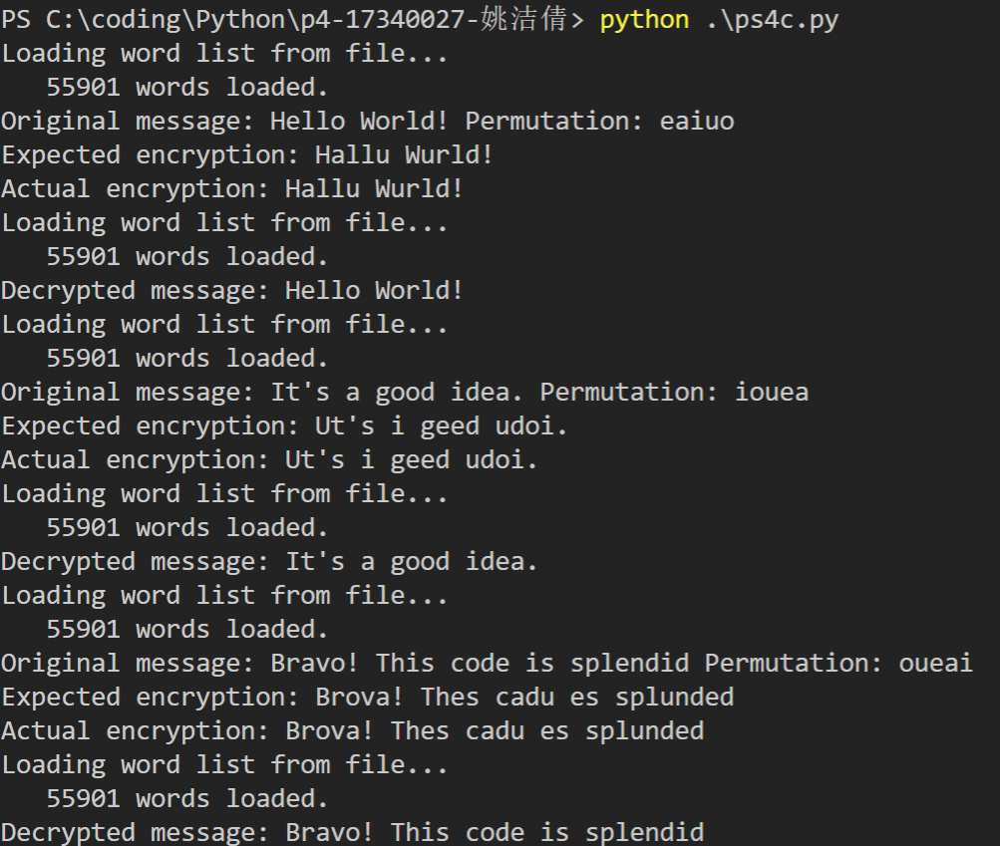 PS C:\coding\Python\p4-17340027-姚洁倩> python .\ps4c.py
Loading word list from file...
   55901 words loaded.
Original message: Hello World! Permutation: eaiuo
Expected encryption: Hallu Wurld!
Actual encryption: Hallu Wurld!
Loading word list from file...
   55901 words loaded.
Decrypted message: Hello World!
Loading word list from file...
   55901 words loaded.
Original message: It's a good idea. Permutation: iouea
Expected encryption: Ut's i geed udoi.
Actual encryption: Ut's i geed udoi.
Loading word list from file...
   55901 words loaded.
Decrypted message: It's a good idea.
Loading word list from file...
   55901 words loaded.
Original message: Bravo! This code is splendid Permutation: oueai
Expected encryption: Brova! Thes cadu es splunded
Actual encryption: Brova! Thes cadu es splunded
Loading word list from file...
   55901 words loaded.
Decrypted message: Bravo! This code is splendid